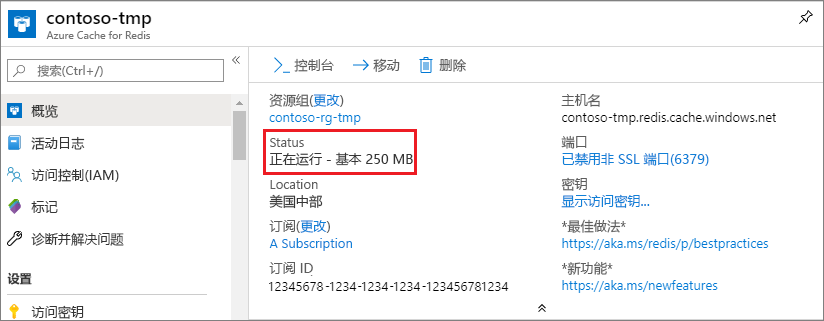 contoso-tmp
Azure Cache for Redis
搜索(Ctrl+/)
概览
活动日志
访问控制(IAM)
标记
诊断并解决问题
设置
访问密钥
控制台
移动
删除
资源组(更改)
contoso-rg-tmp
Status
正在运行 - 基本 250 MB
Location
美国中部
订阅(更改)
A Subscription
订阅 ID
12345678-1234-1234-1234-123456781234
主机名
contoso-tmp.redis.cache.windows.net
端口
已禁用非 SSL 端口(6379)
密钥
显示访问密钥...
*最佳做法*
https://aka.ms/redis/p/bestpractices
*新功能*
https://aka.ms/newfeatures